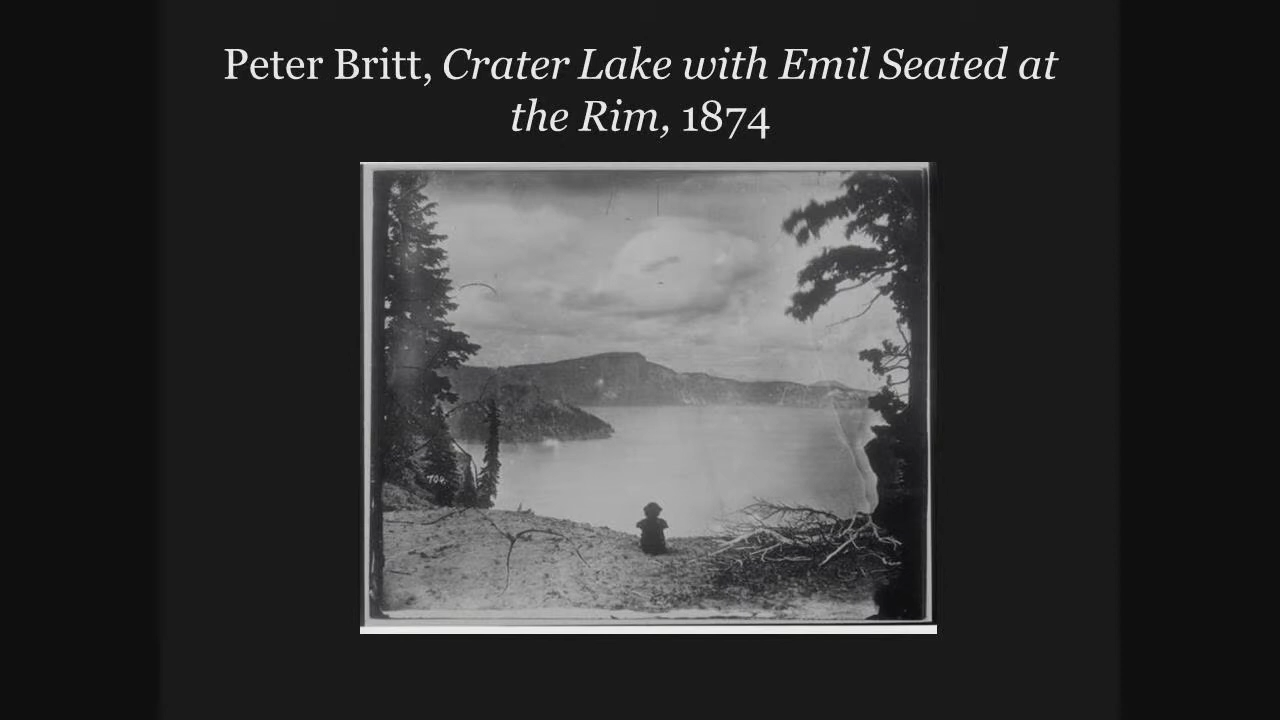 Peter Britt, Crater Lake with Emil Seated at
the Rim, 1874